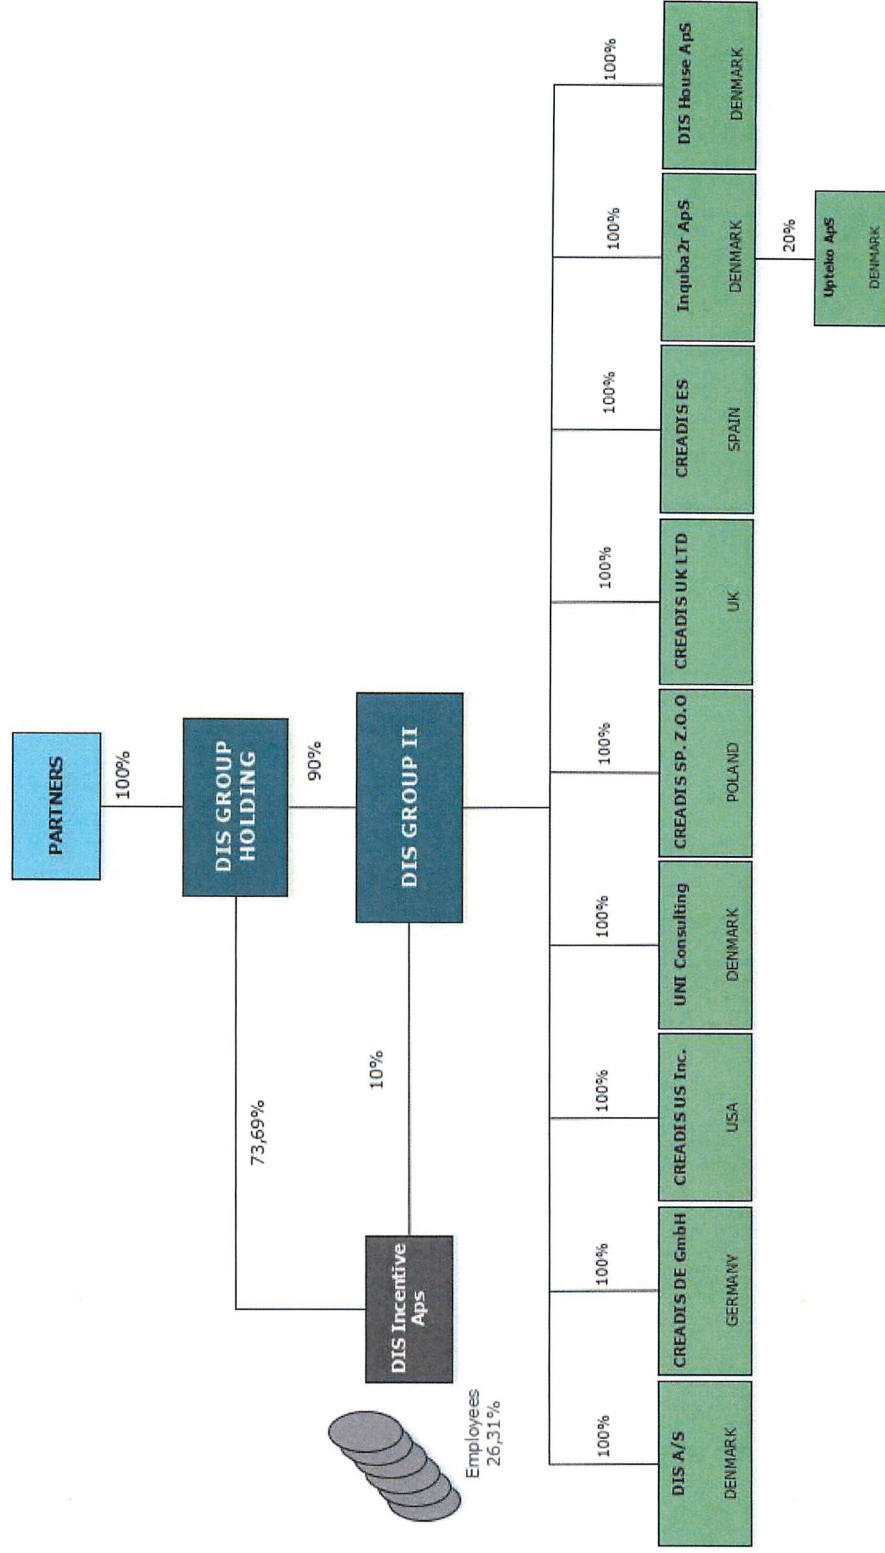 PARTNERS
100%
DIS GROUP
HOLDING
90%
73,69%
DIS GROUP II
10%
DIS Incentive
Aps
Employees
26,31%
100%
100%
100%
100%
100%
100%
100%
100%
100%
DIS A/S
DENMARK
CREADIS DE GmbH
GERMANY
CREADIS US Inc.
USA
UNI Consulting
DENMARK
CREADIS SP. Z.O.O
POLAND
CREADIS UK LTD
UK
CREADIS ES
SPAIN
Inquba2r ApS
DENMARK
DIS House ApS
DENMARK
20%
Upteko ApS
DENMARK